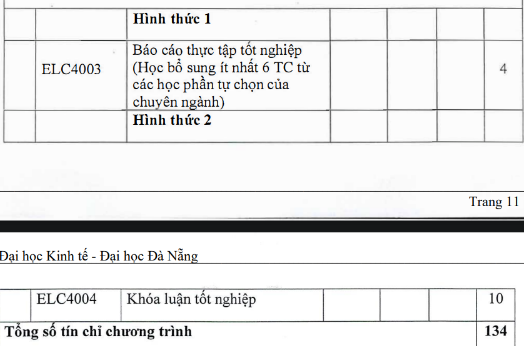 Hình thức 1
ELC4003 Báo cáo thực tập tốt nghiệp 4
(Học bổ sung ít nhất 6 TC từ
các học phần tự chọn của
chuyên ngành)
Hình thức 2
Trang 11
Đại học Kinh tế - Đại học Đà Nẵng
ELC4004 Khóa luận tốt nghiệp 10
Tổng số tín chỉ chương trình 134